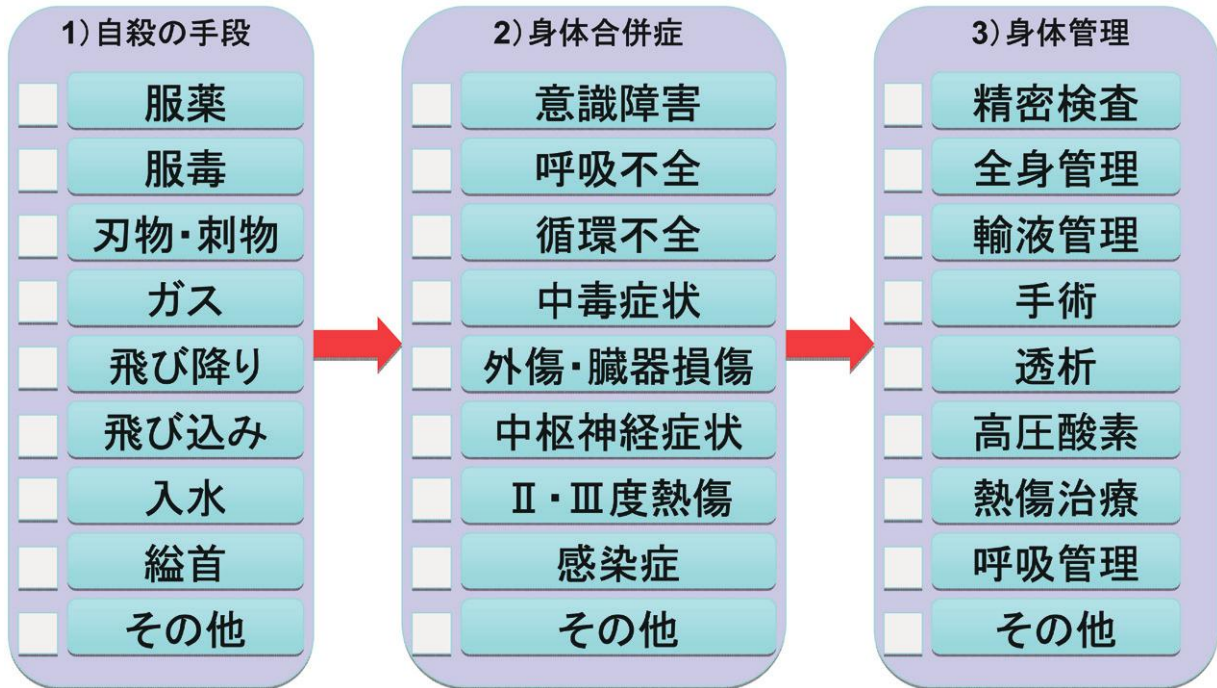 1)自殺の手段
服薬
服毒
刃物・刺物
ガス
飛び降り
飛び込み
入水
縊首
その他
2)身体合併症
意識障害
呼吸不全
循環不全
中毒症状
外傷・臓器損傷
中枢神経症状
Ⅱ・Ⅲ度熱傷
感染症
その他
3)身体管理
精密検査
全身管理
輸液管理
手術
透析
高圧酸素
熱傷治療
呼吸管理
その他